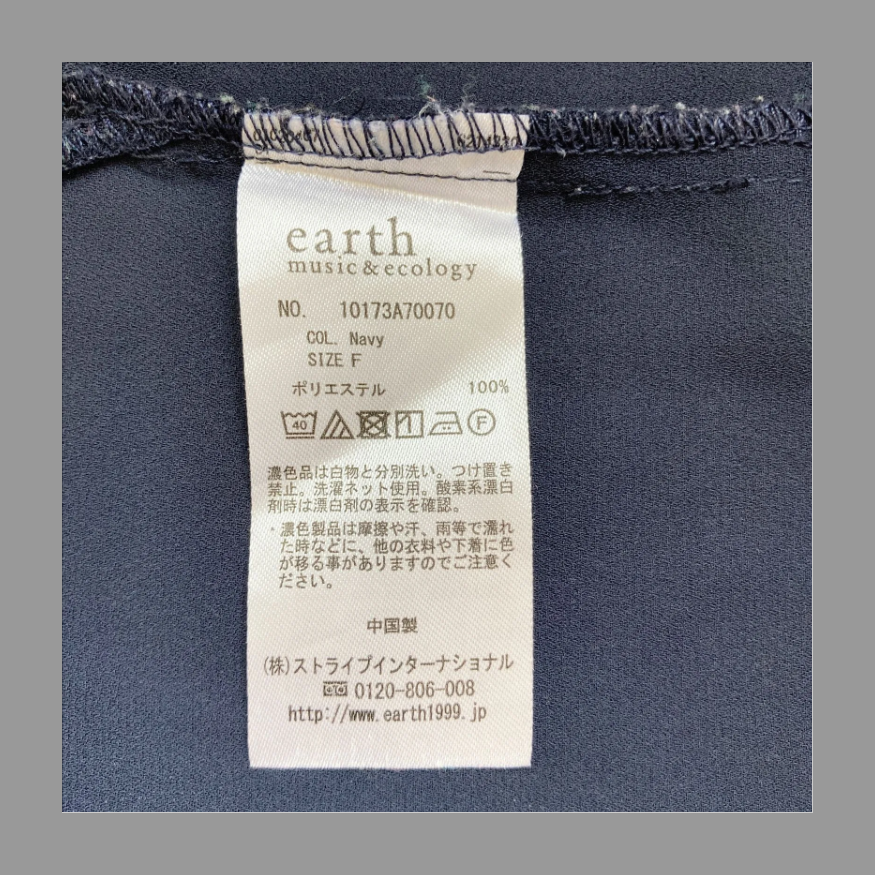 earth
music&ecology
NO. 10173A70070
COL. Navy
SIZE F
ポリエステル 100%
40 F
濃色品は白物と分別洗い。つけ置き
禁止。洗濯ネット使用。酸素系漂白
剤時は漂白剤の表示を確認。
・濃色製品は摩擦や汗、雨等で濡れ
た時などに、他の衣料や下着に色
が移る事がありますのでご注意く
ださい。
中国製
(株)ストライプインターナショナル
0120-806-008
http://www.earth1999.jp